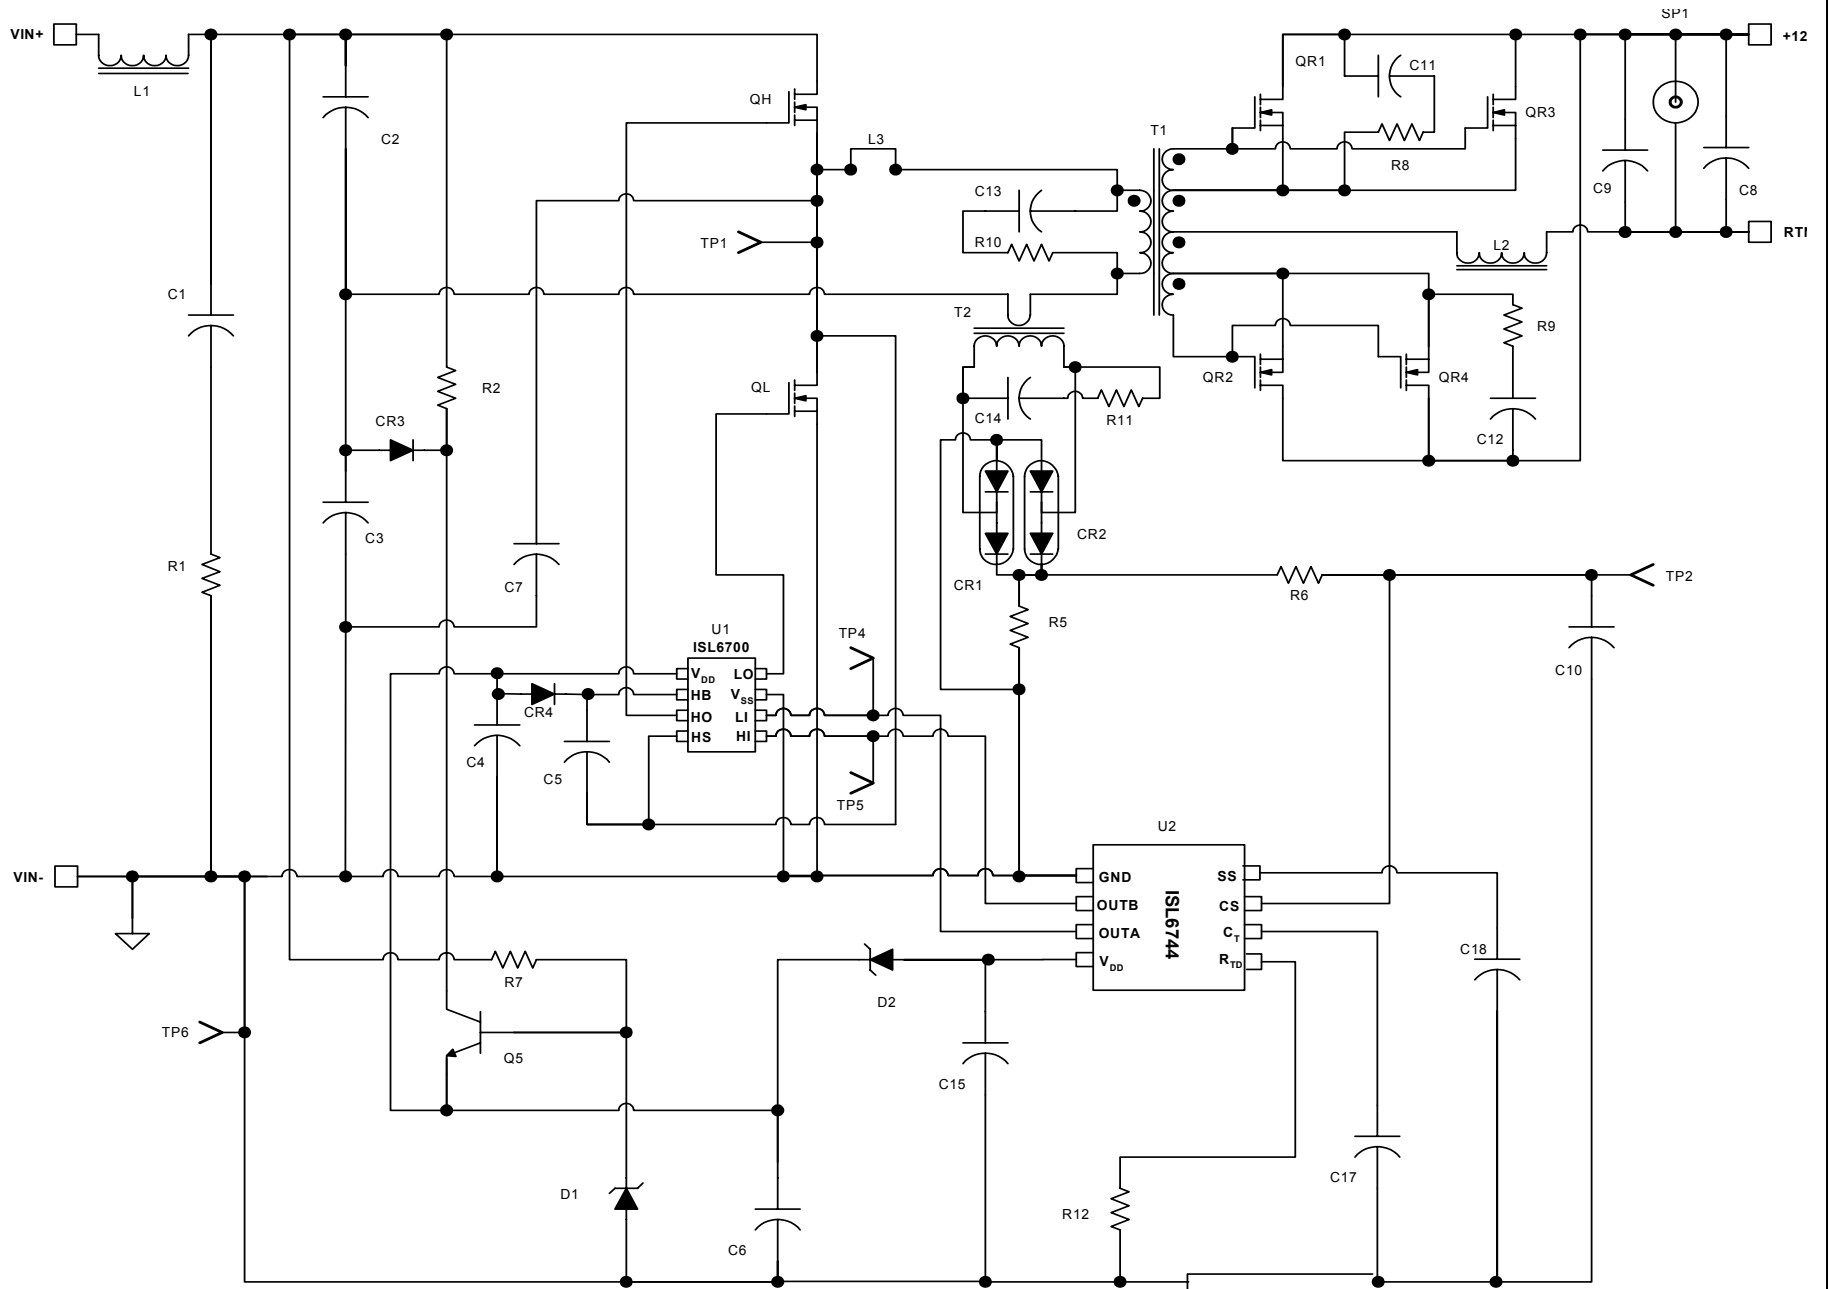 SP1
VIN+
+12
QR1
C11
L1
QH
QR3
C2
T1
L3
R8
C13
C9
C8
TP1
R10
RTN
L2
C1
T2
R9
R2
QL
QR2
QR4
CR3
C14
R11
C12
C3
CR2
R1
C7
CR1
R6
TP2
R5
U1
TP4
ISL6700
C10
VDD
LO
HB
VSS
CR4
HO
LI
HS
HI
C4
C5
TP5
U2
VIN-
GND
SS
OUTB
CS
ISL6744
OUTA
CT
VDD
RTD
C18
R7
D2
TP6
Q5
C15
C17
D1
R12
C6